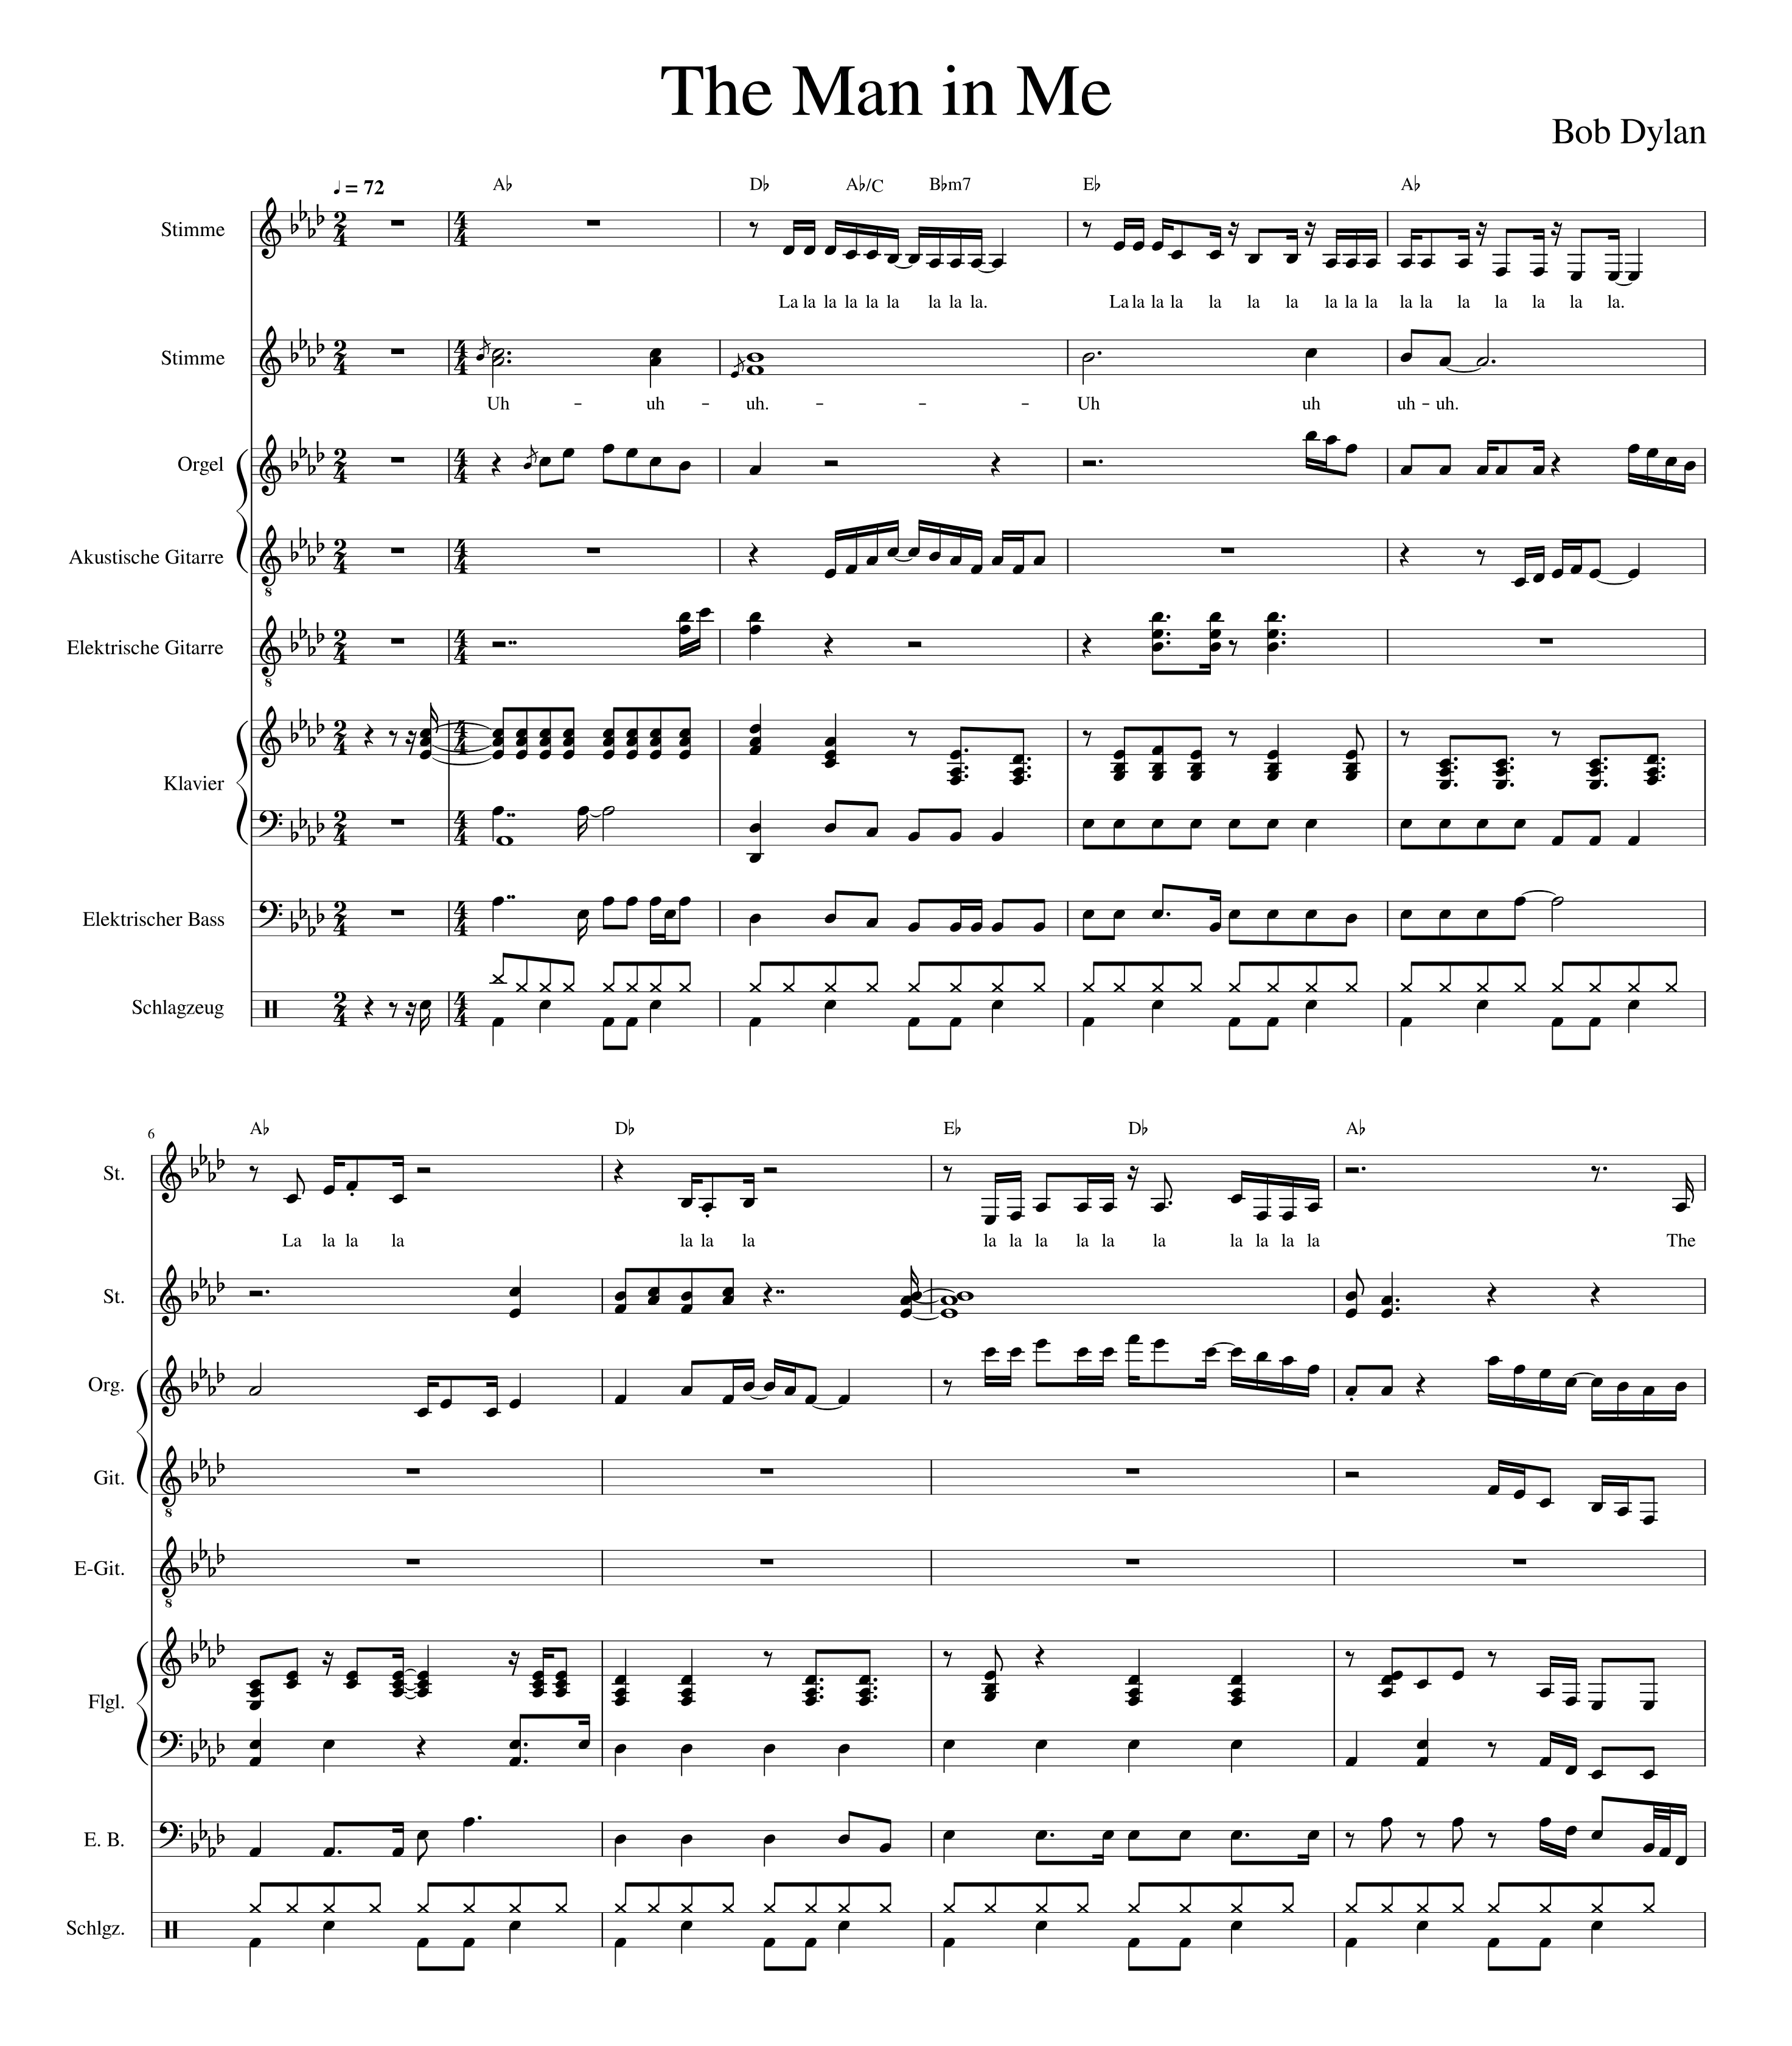 The Man in Me
Bob Dylan
♩ = 72
A♭ D♭ A♭/C B♭m7 E♭ A♭
Stimme
La la la la la la la la la. La la la la la la la la la la la la la la la la la la.
Stimme
Uh - uh - uh. - - - Uh uh uh - uh.
Orgel
Akustische Gitarre
Elektrische Gitarre
Klavier
Elektrischer Bass
Schlagzeug
6
A♭ D♭ E♭ D♭ A♭
St.
La la la la la la la la la la la la la la la la la The
St.
Org.
Git.
E-Git.
Flgl.
E. B.
Schlgz.